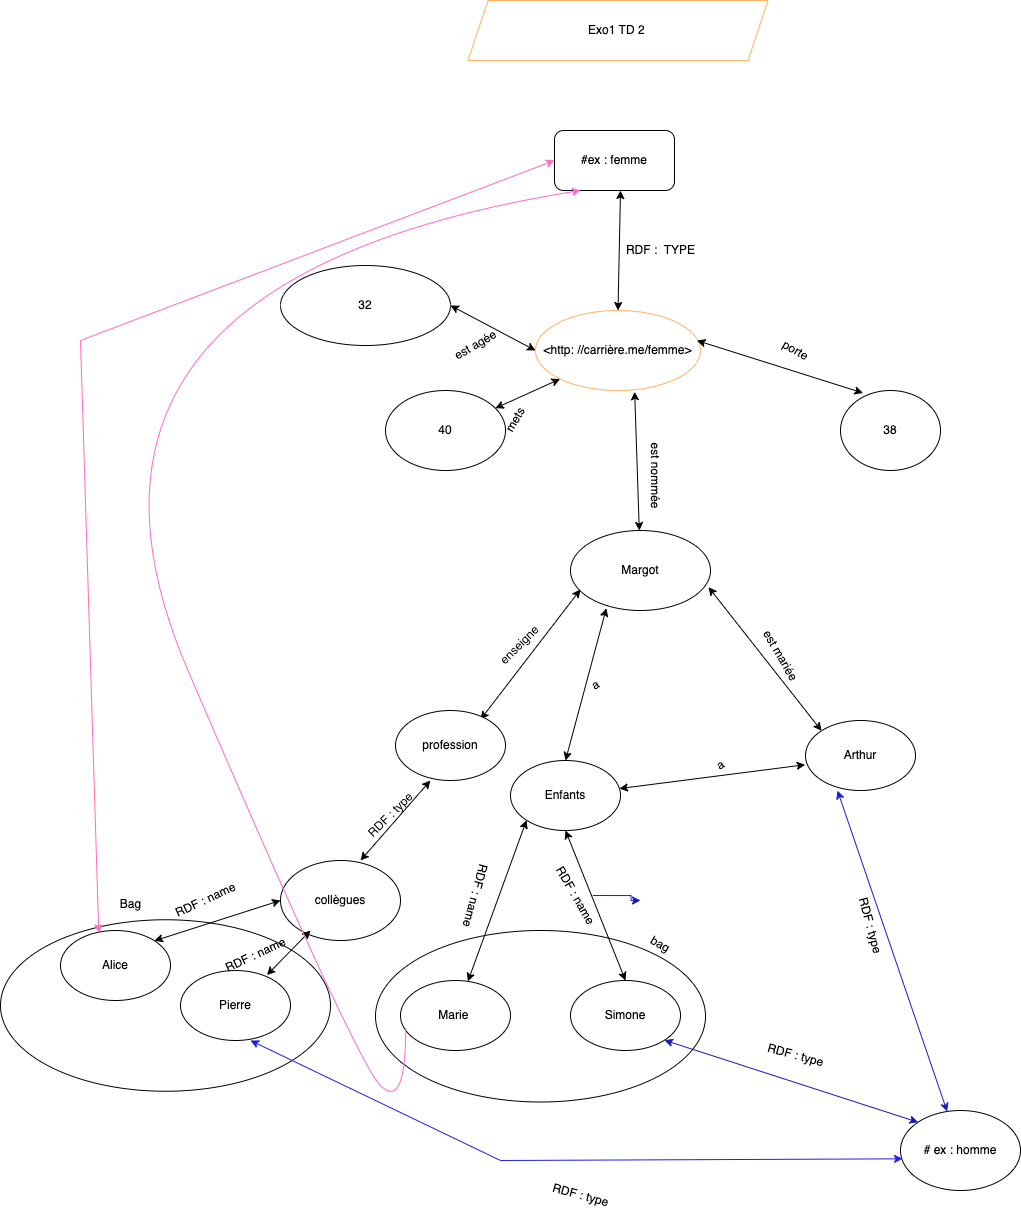 Exo1 TD 2
#ex : femme
RDF :  TYPE
32
est agée
<http: //carrière.me/femme>
porte
40
mets
38
est nommée
Margot
enseigne
a
est mariée
profession
Enfants
a
Arthur
RDF : type
collègues
Bag
RDF : name
RDF : name
RDF : name
RDF : name
RDF : type
bag
Alice
Pierre
Marie
Simone
RDF : type
# ex : homme
RDF : type